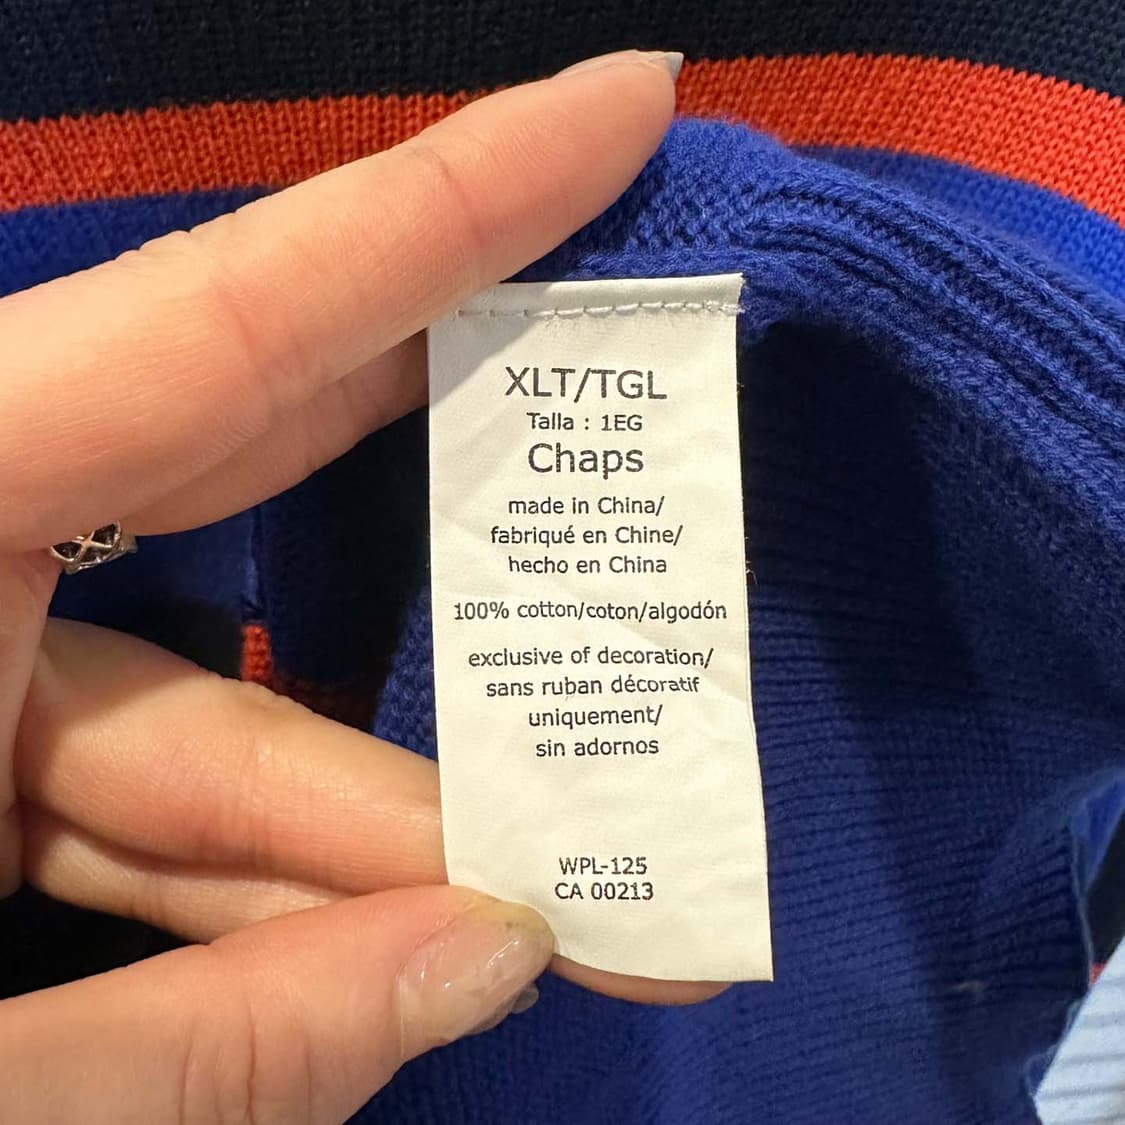 XLT/TGL
Talla : 1EG
Chaps
made in China/
fabriqué en Chine/
hecho en China
100% cotton/coton/algodón
exclusive of decoration/
sans ruban décoratif
uniquement/
sin adornos
WPL-125
CA 00213